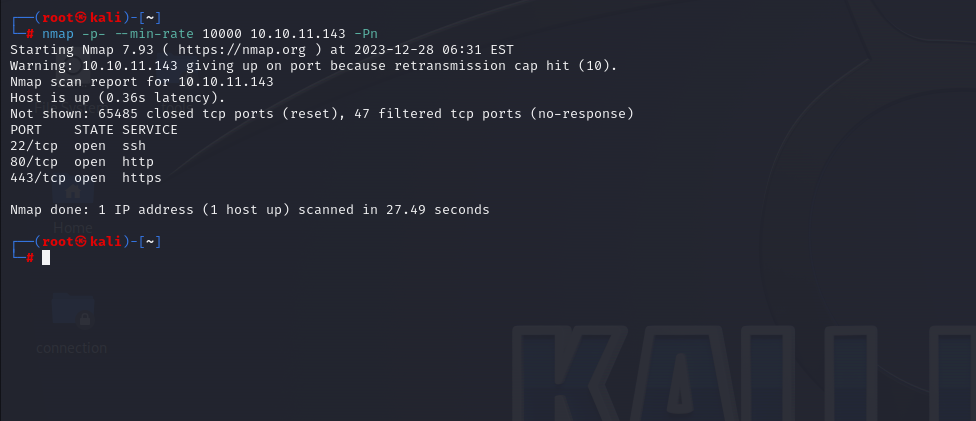 ┌──(root㉿kali)-[~]
└─# nmap -p- --min-rate 10000 10.10.11.143 -Pn
Starting Nmap 7.93 ( https://nmap.org ) at 2023-12-28 06:31 EST
Warning: 10.10.11.143 giving up on port because retransmission cap hit (10).
Nmap scan report for 10.10.11.143
Host is up (0.36s latency).
Not shown: 65485 closed tcp ports (reset), 47 filtered tcp ports (no-response)
PORT    STATE SERVICE
22/tcp  open  ssh
80/tcp  open  http
443/tcp open  https
Nmap done: 1 IP address (1 host up) scanned in 27.49 seconds
Home
┌──(root㉿kali)-[~]
└─#
connection
KALI